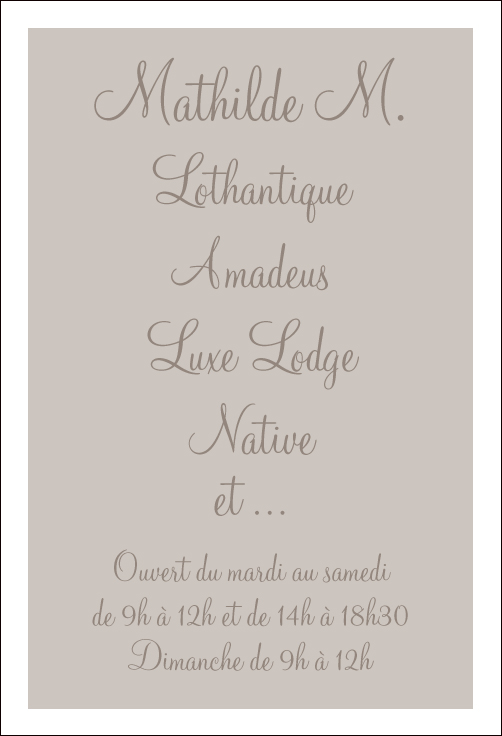 Mathilde M.
Lothantique
Amadeus
Luxe Lodge
Native
et ...
Ouvert du mardi au samedi
de 9h à 12h et de 14h à 18h30
Dimanche de 9h à 12h